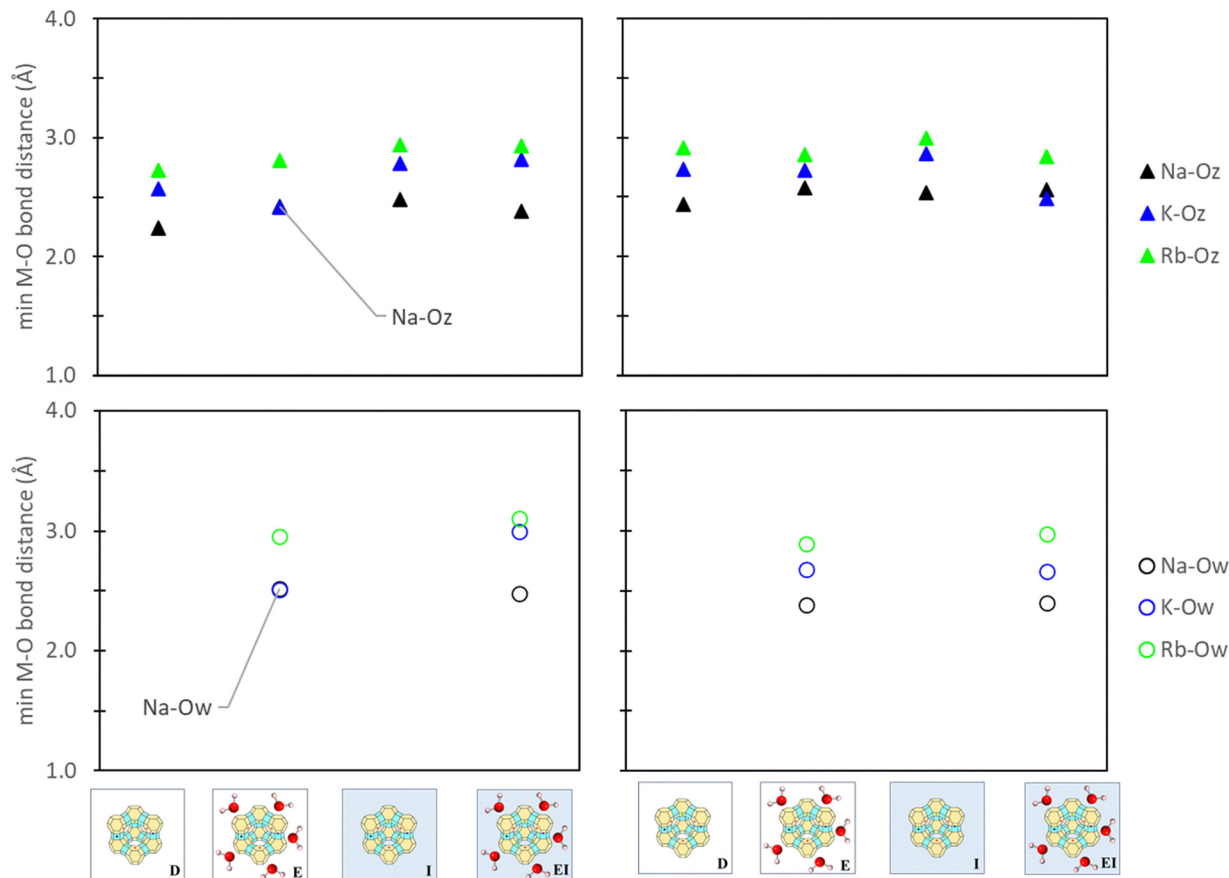 min M-O bond distance (Å)
4.0
3.0
2.0
1.0
Na-Oz
Na-Oz
K-Oz
Rb-Oz
min M-O bond distance (Å)
4.0
3.0
2.0
1.0
Na-Ow
Na-Ow
K-Ow
Rb-Ow
D
E
I
EI
D
E
I
EI